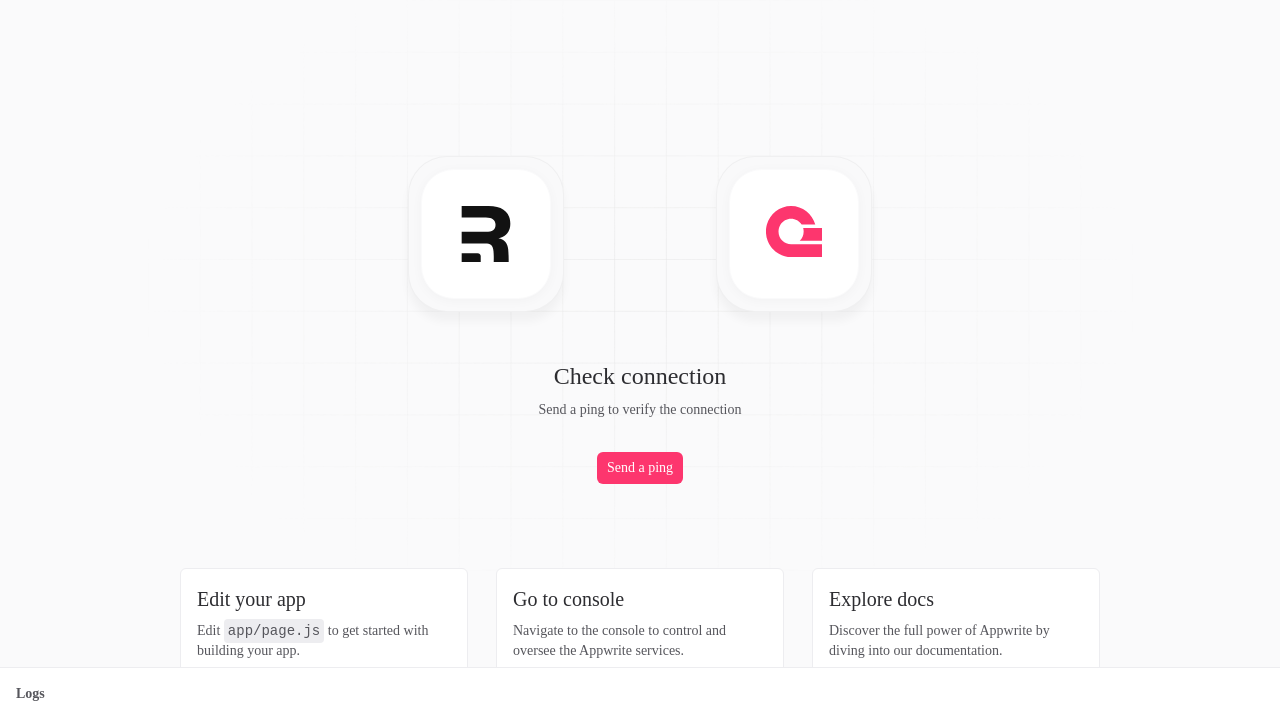 Check connection
Send a ping to verify the connection
Send a ping
Edit your app
Edit app/page.js to get started with
building your app.
Go to console
Navigate to the console to control and
oversee the Appwrite services.
Explore docs
Discover the full power of Appwrite by
diving into our documentation.
Logs